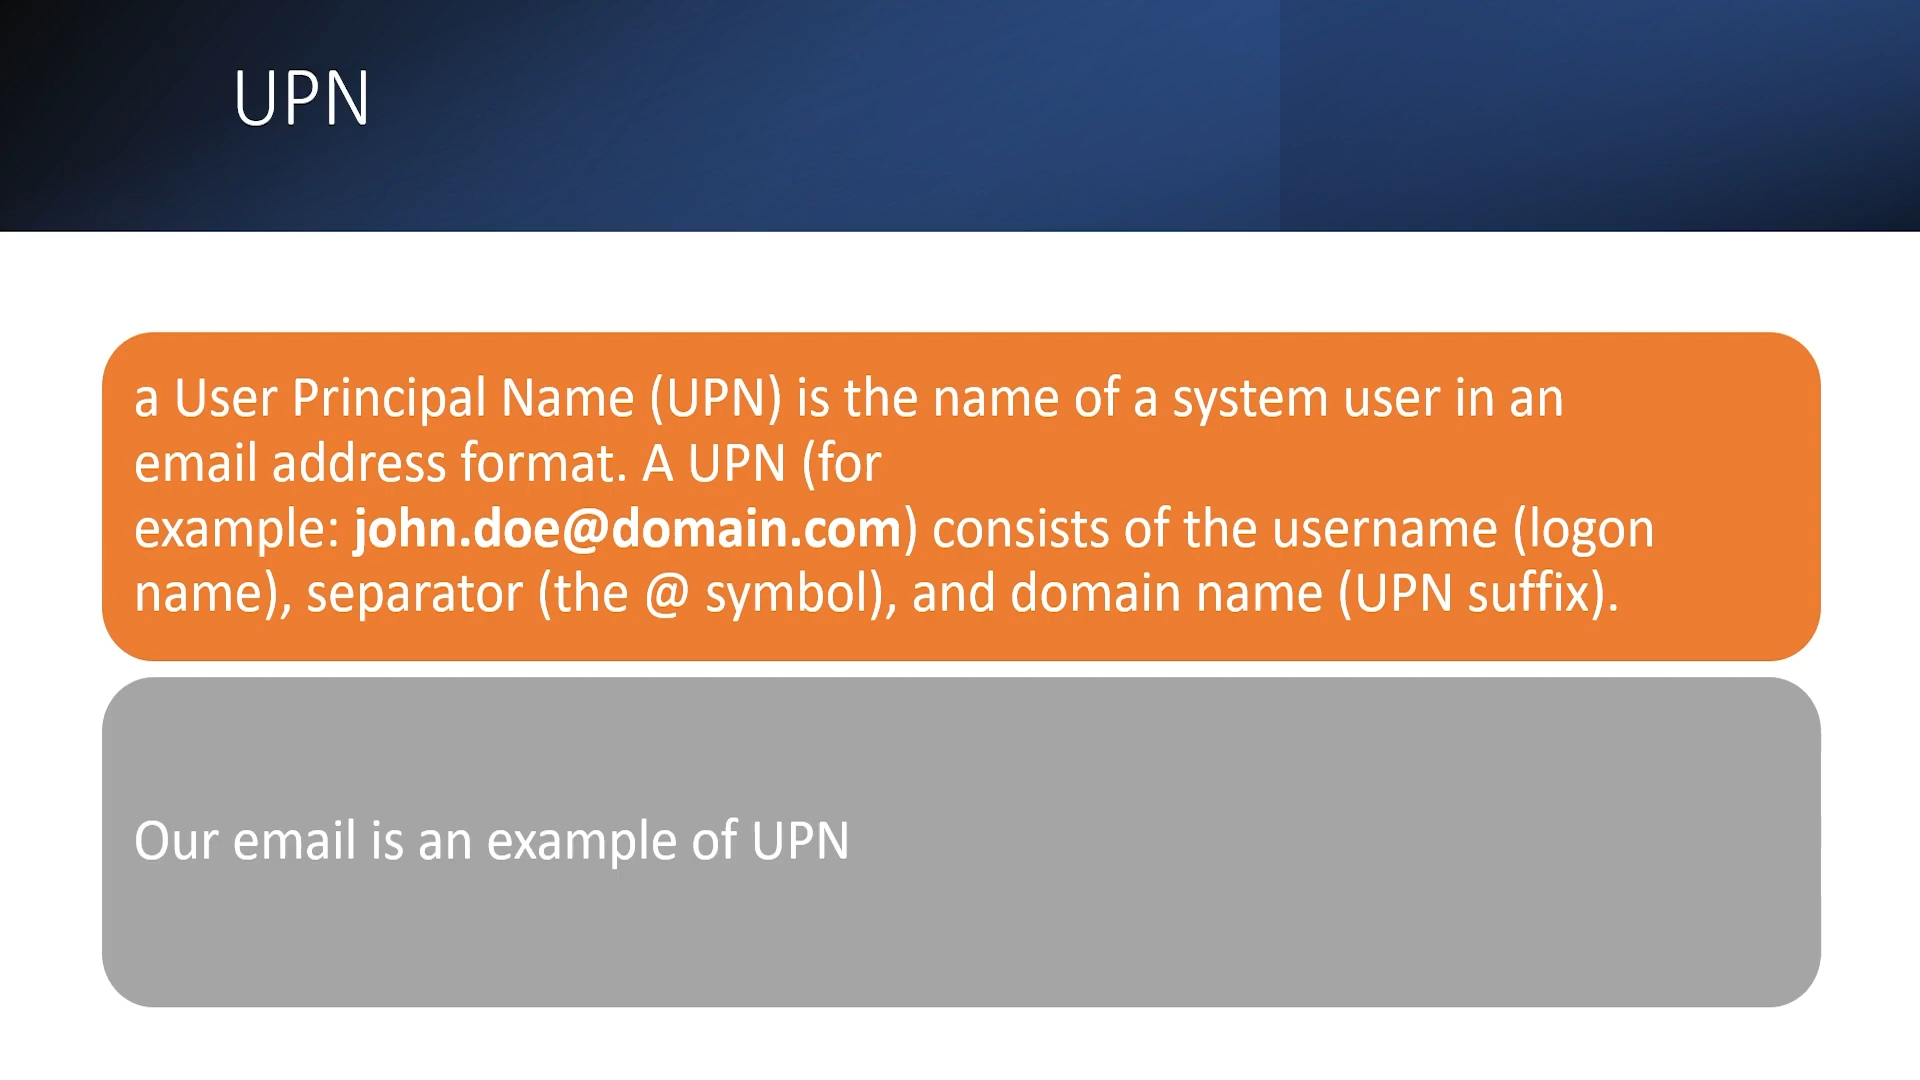 UPN
a User Principal Name (UPN) is the name of a system user in an
email address format. A UPN (for
example: john.doe@domain.com) consists of the username (logon
name), separator (the @ symbol), and domain name (UPN suffix).
Our email is an example of UPN